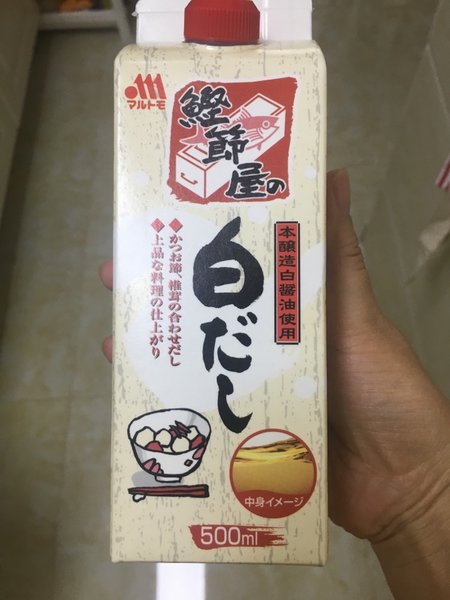 マルトモ
鰹節屋の
白だし
本醸造白醤油使用
◆かつお節、椎茸の合わせだし
◆上品な料理の仕上がり
中身イメージ
500ml